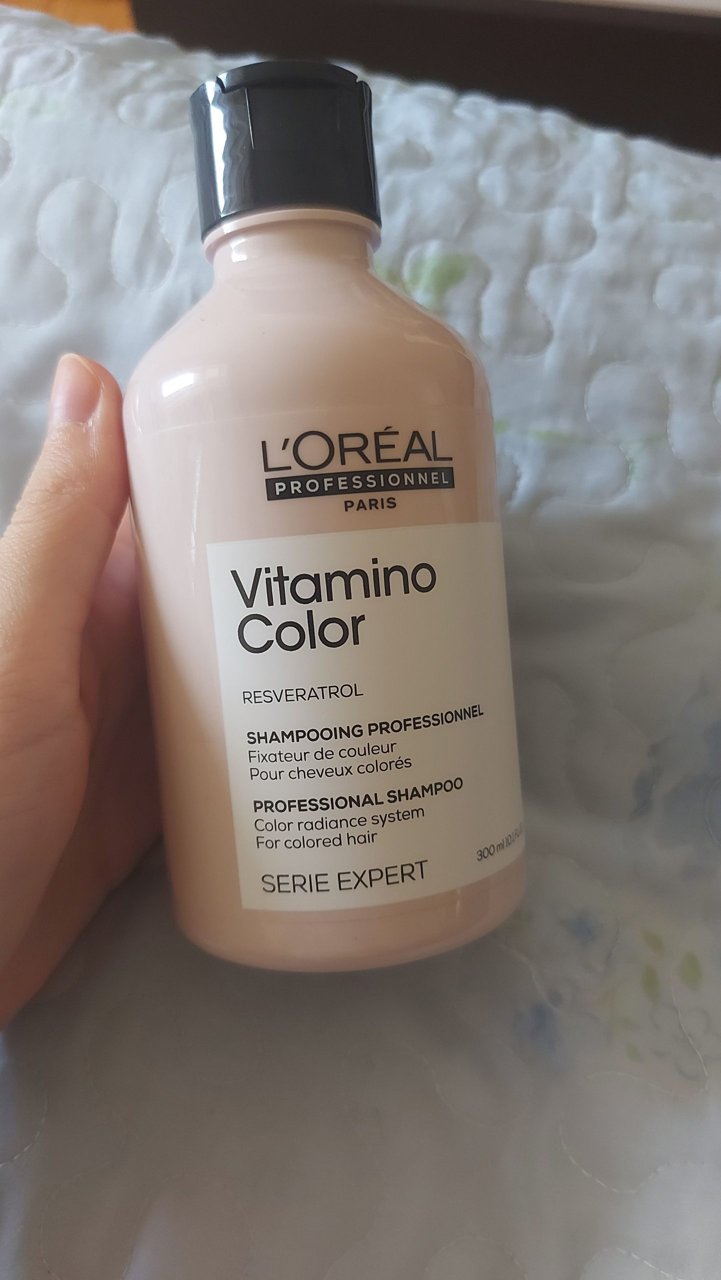 L'ORÉAL
PROFESSIONNEL
PARIS
Vitamino
Color
RESVERATROL
SHAMPOOING PROFESSIONNEL
Fixateur de couleur
Pour cheveux colorés
PROFESSIONAL SHAMPOO
Color radiance system
For colored hair
300 ml
SERIE EXPERT